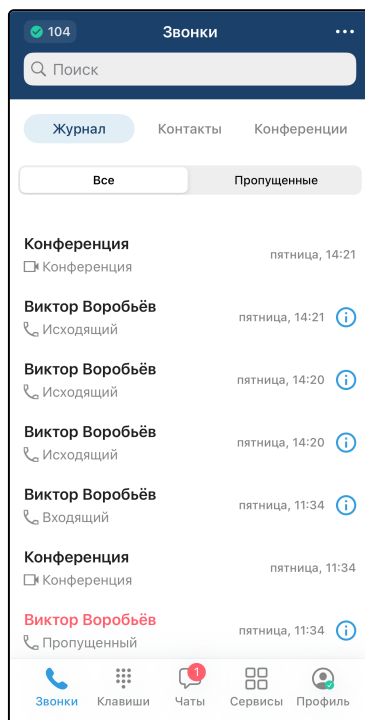 104 Звонки
Поиск
Журнал Контакты Конференции
Все Пропущенные
Конференция
пятница, 14:21
Конференция
Виктор Воробьёв
пятница, 14:21
Исходящий
Виктор Воробьёв
пятница, 14:20
Исходящий
Виктор Воробьёв
пятница, 14:20
Исходящий
Виктор Воробьёв
пятница, 11:34
Входящий
Конференция
пятница, 11:34
Конференция
Виктор Воробьёв
пятница, 11:34
Пропущенный
1
Звонки Клавиши Чаты Сервисы Профиль